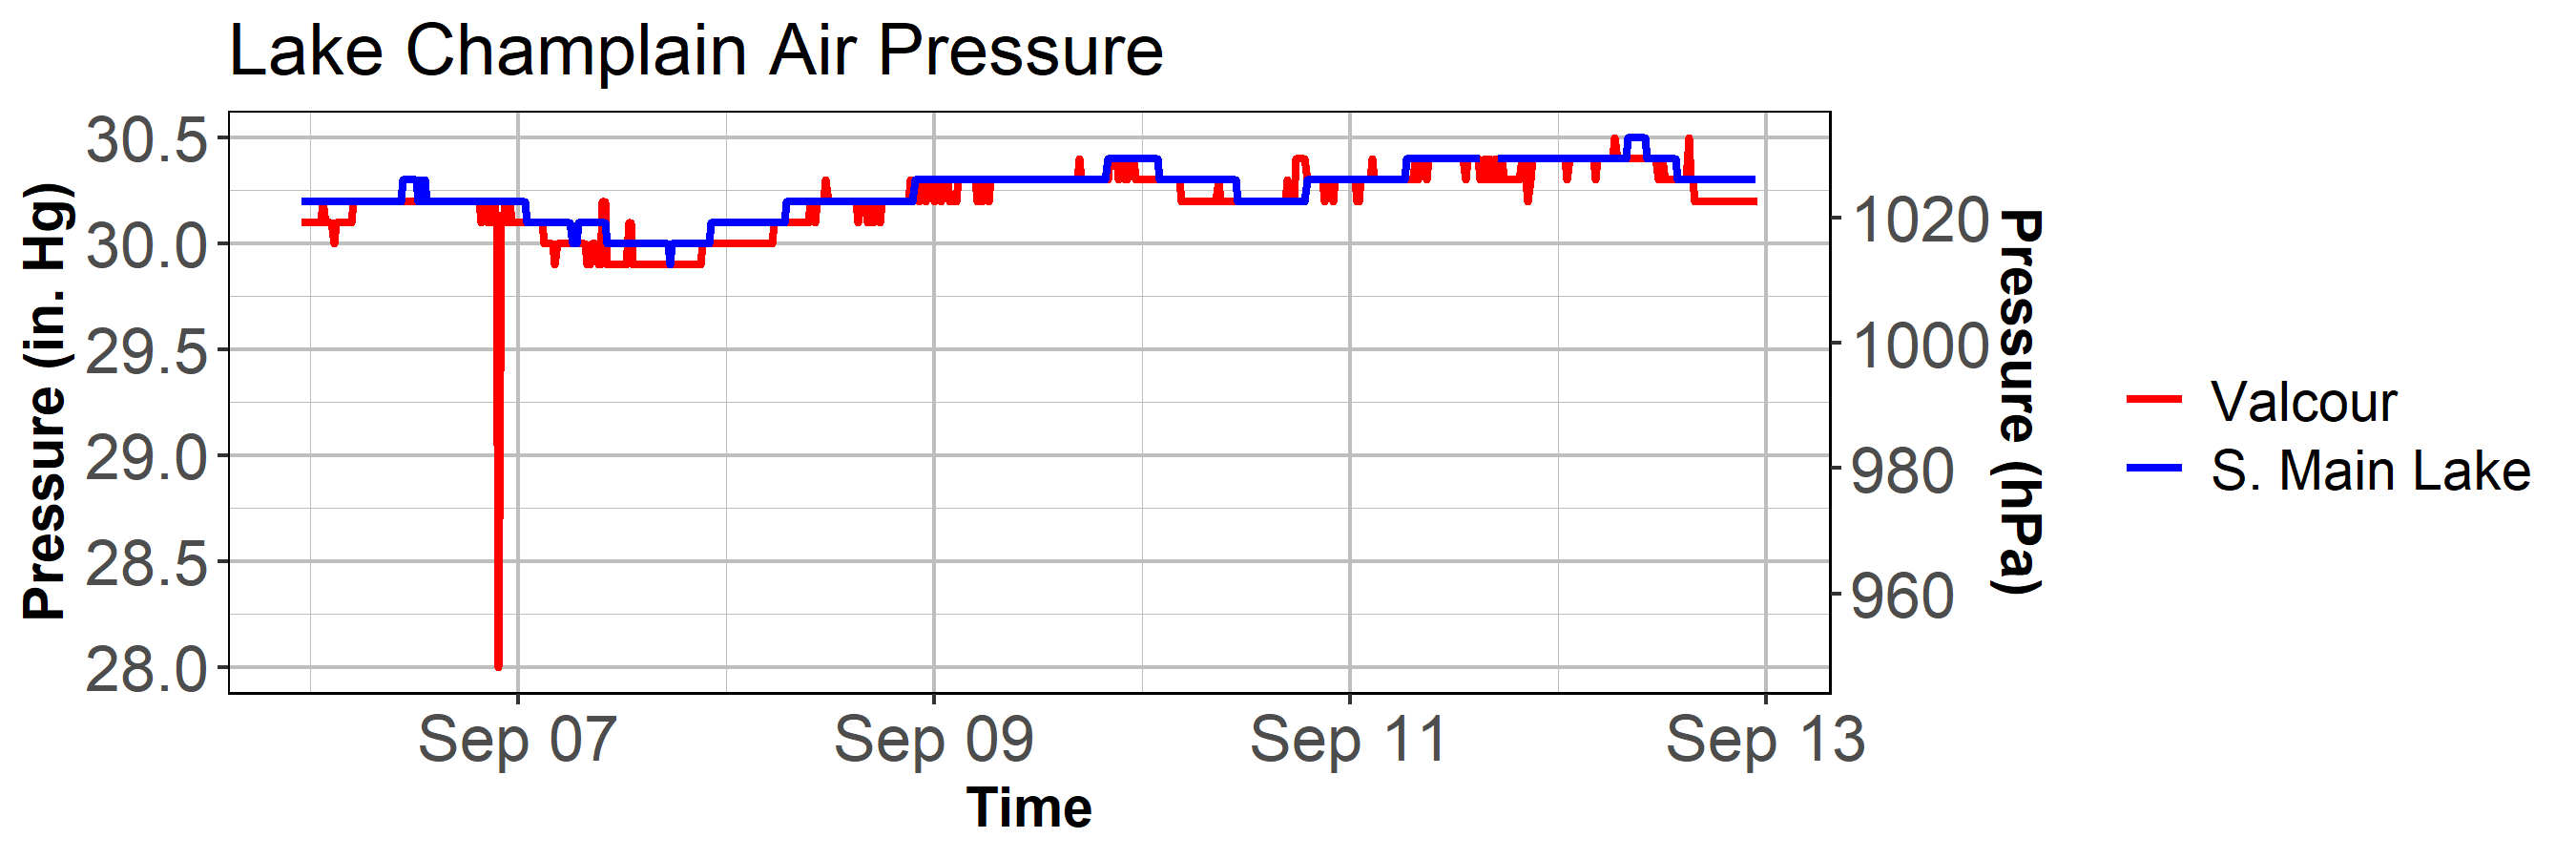 Lake Champlain Air Pressure
Pressure (in. Hg)
30.5
30.0
29.5
29.0
28.5
28.0
1020
1000
980
960
Pressure (hPa)
Sep 07
Sep 09
Sep 11
Sep 13
Time
Valcour
S. Main Lake